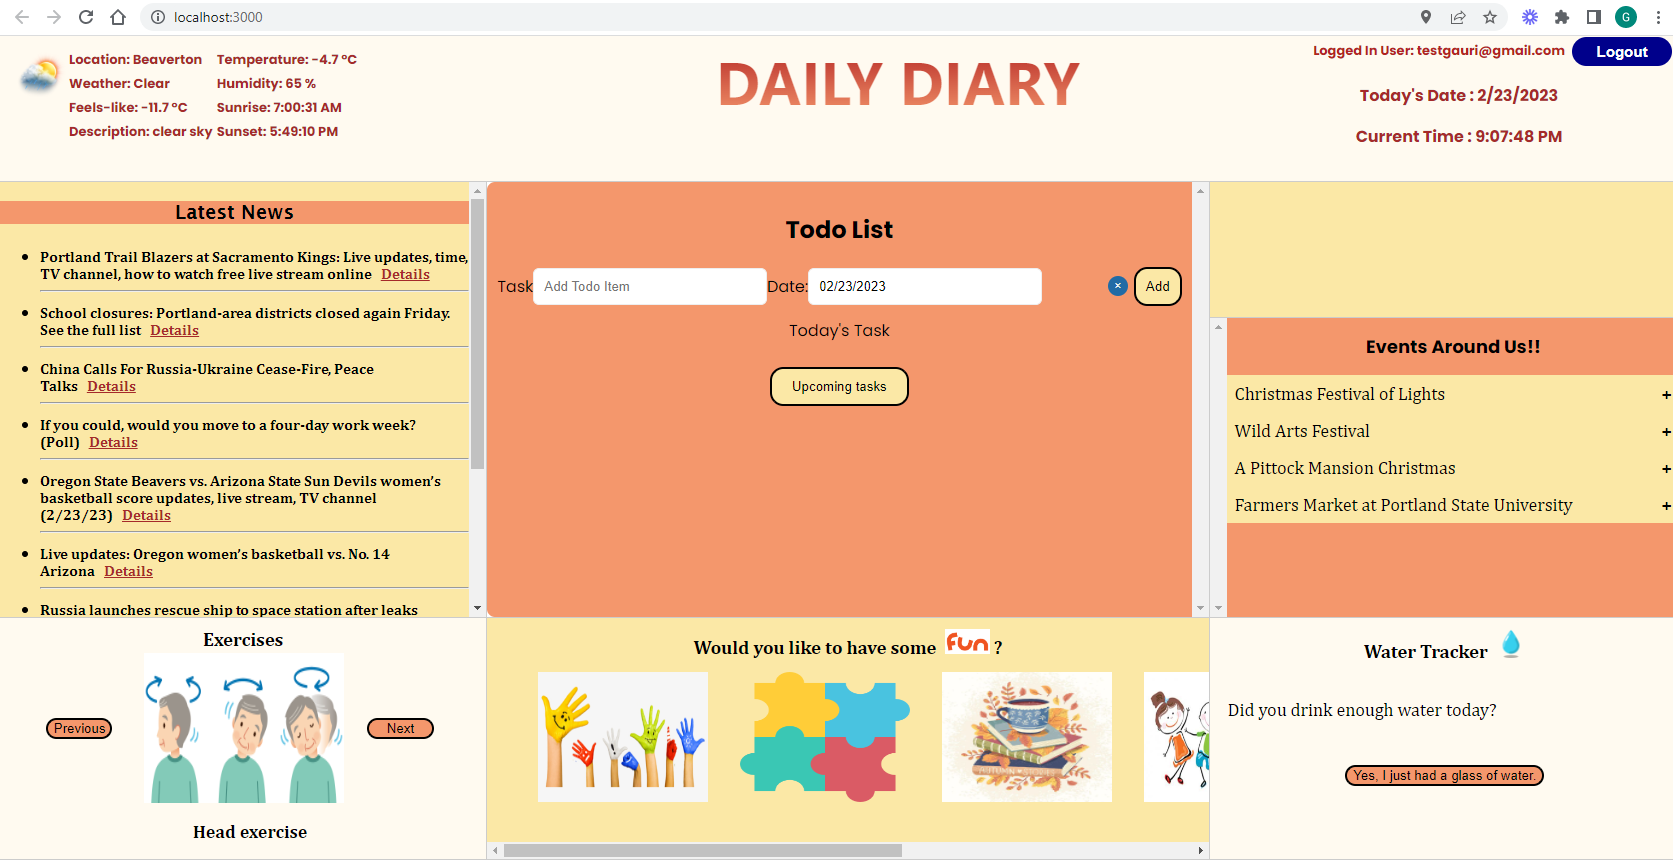 localhost:3000
G
Location: Beaverton
Temperature: -4.7 °C
Weather: Clear
Humidity: 65 %
Feels-like: -11.7 °C
Sunrise: 7:00:31 AM
Description: clear sky
Sunset: 5:49:10 PM
DAILY DIARY
Logged In User: testgauri@gmail.com
Logout
Today's Date : 2/23/2023
Current Time : 9:07:48 PM
Latest News
Portland Trail Blazers at Sacramento Kings: Live updates, time,
TV channel, how to watch free live stream online Details
School closures: Portland-area districts closed again Friday.
See the full list Details
China Calls For Russia-Ukraine Cease-Fire, Peace
Talks Details
If you could, would you move to a four-day work week?
(Poll) Details
Oregon State Beavers vs. Arizona State Sun Devils women's
basketball score updates, live stream, TV channel
(2/23/23) Details
Live updates: Oregon women's basketball vs. No. 14
Arizona Details
Russia launches rescue ship to space station after leaks
Todo List
Task Add Todo Item Date: 02/23/2023 × Add
Today's Task
Upcoming tasks
Events Around Us!!
Christmas Festival of Lights +
Wild Arts Festival +
A Pittock Mansion Christmas +
Farmers Market at Portland State University +
Exercises
Previous
Next
Head exercise
Would you like to have some fun ?
AUTUMN
Water Tracker
Did you drink enough water today?
Yes, I just had a glass of water.